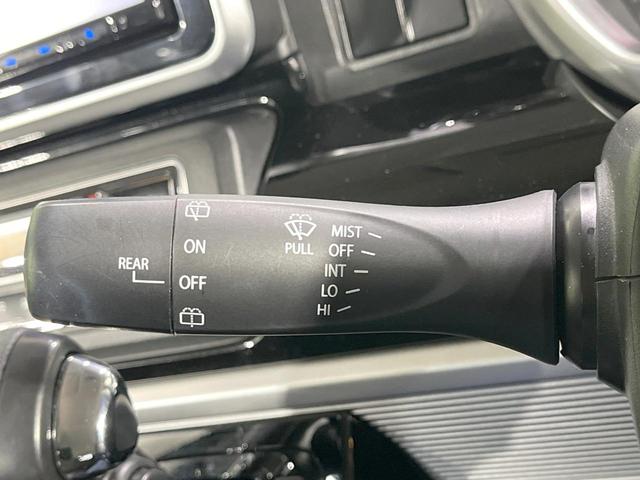 REAR
ON
OFF
PULL
MIST
OFF
INT
LO
HI